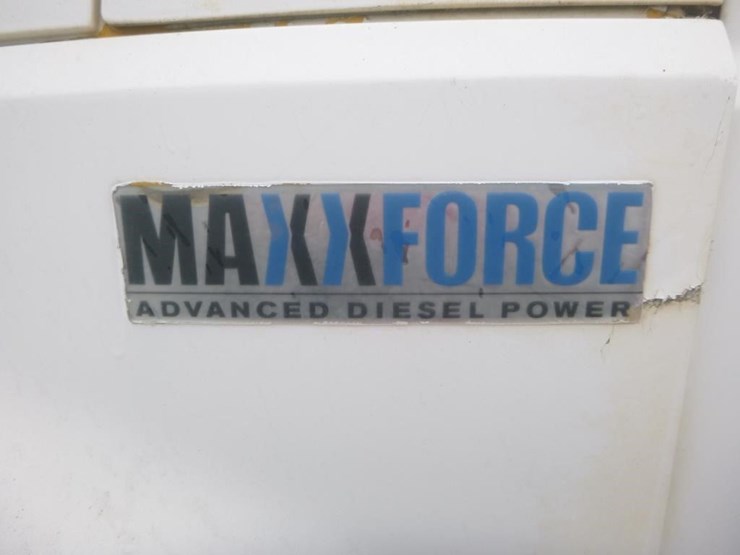 MAXXFORCE
ADVANCED DIESEL POWER